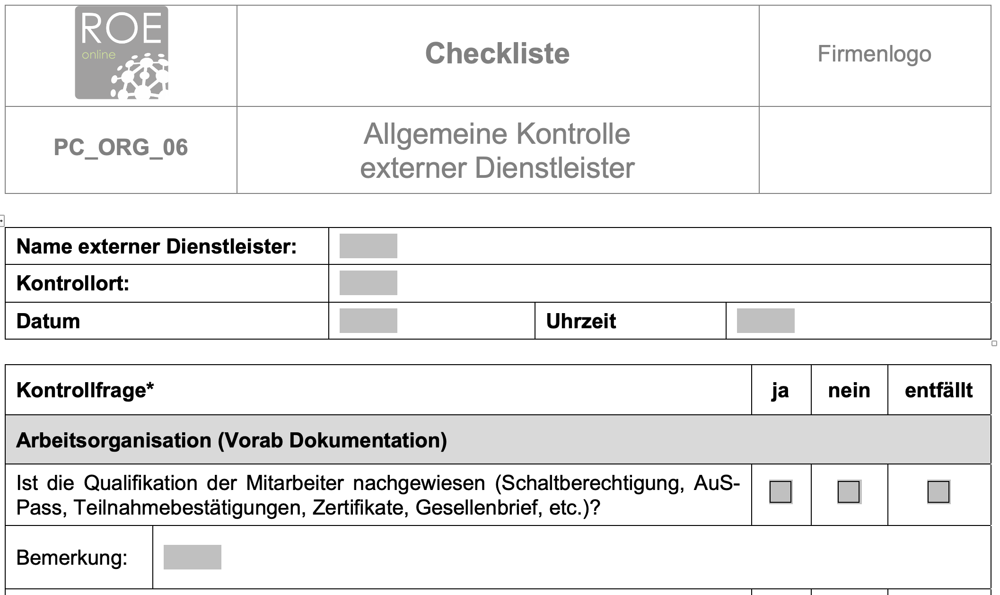 ROE
online
Checkliste
Firmenlogo
PC_ORG_06
Allgemeine Kontrolle
externer Dienstleister
Name externer Dienstleister:
Kontrollort:
Datum
Uhrzeit
Kontrollfrage*
ja
nein
entfällt
Arbeitsorganisation (Vorab Dokumentation)
Ist die Qualifikation der Mitarbeiter nachgewiesen (Schaltberechtigung, AuS-
Pass, Teilnahmebestätigungen, Zertifikate, Gesellenbrief, etc.)?
Bemerkung: